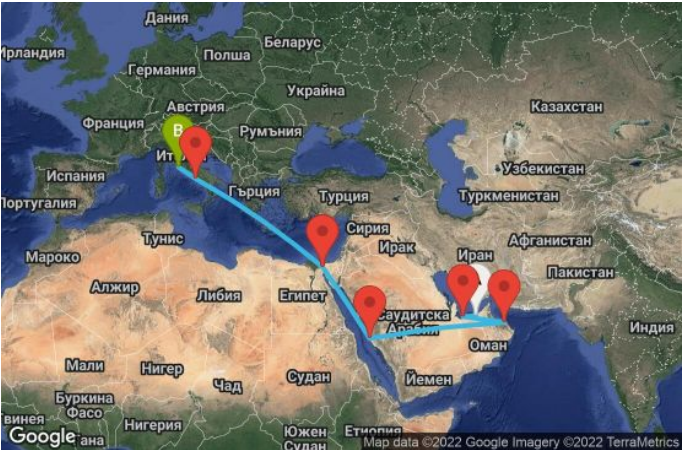 Дания
Ирландия
Беларус
Полша
Германия
Украйна
Австрия
Казахстан
Франция
Румъния
B
Испания
Узбекистан
Гърция
Турция
Туркменистан
Португалия
Сирия
Тунис
Ирак
Афганистан
Мароко
Иран
Пакистан
Алжир
Либия
Египет
Саудитска
Арабия
Индия
Оман
Мали
Нигер
Судан
Йемен
Чад
Буркина
Фасо
Нигерия
Южен
Судан
Етиопия
Google
Map data ©2022 Google Imagery ©2022 TerraMetrics